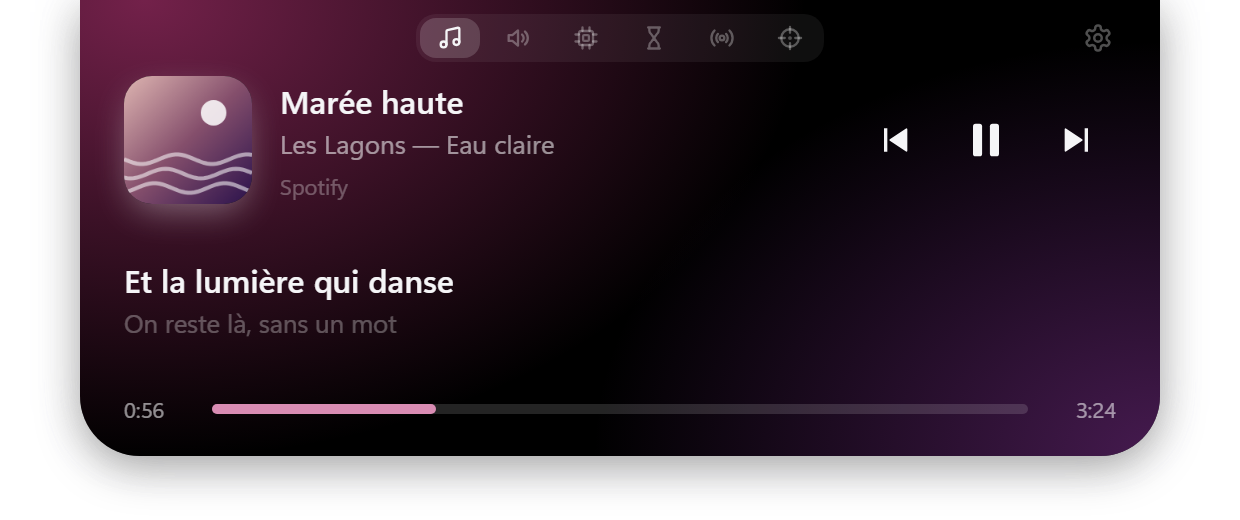 Marée haute
Les Lagons — Eau claire
Spotify
Et la lumière qui danse
On reste là, sans un mot
0:56
3:24